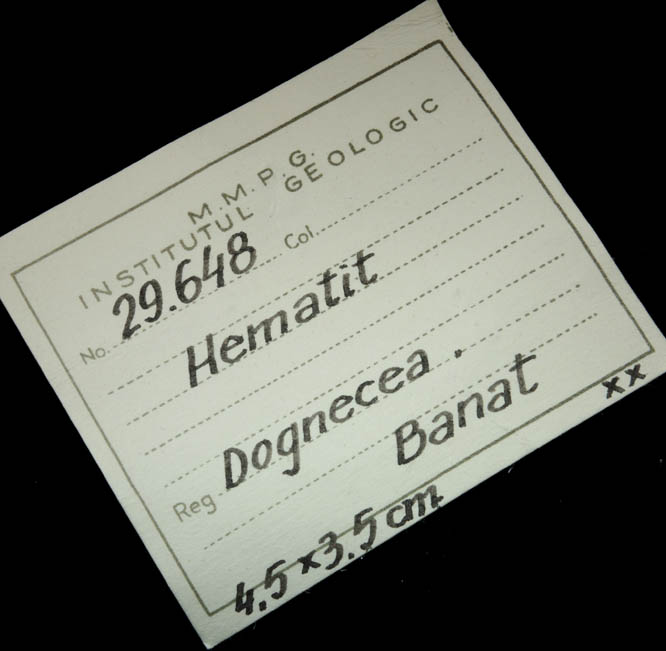 M.M.P.G.
INSTITUTUL GEOLOGIC
No. 29.648 Col.
Hematit
Dognecea.
Reg Banat
xx
4.5 x 3.5 cm